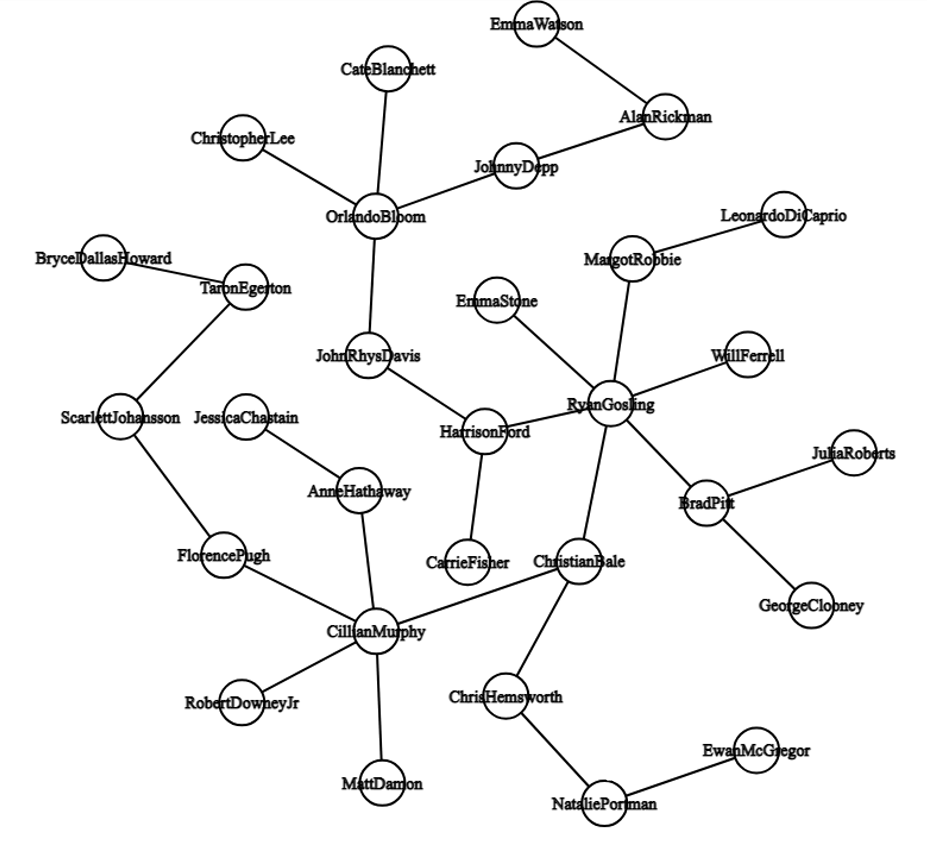 EmmaWatson
CateBlanchett
AlanRickman
ChristopherLee
JohnnyDepp
OrlandoBloom
LeonardoDiCaprio
BryceDallasHoward
MargotRobbie
TaronEgerton
EmmaStone
JohnRhysDavis
WillFerrell
RyanGosling
ScarlettJohansson
JessicaChastain
HarrisonFord
JuliaRoberts
AnneHathaway
BradPitt
FlorencePugh
CarrieFisher
ChristianBale
GeorgeClooney
CillianMurphy
RobertDowneyJr
ChrisHemsworth
EwanMcGregor
MattDamon
NataliePortman